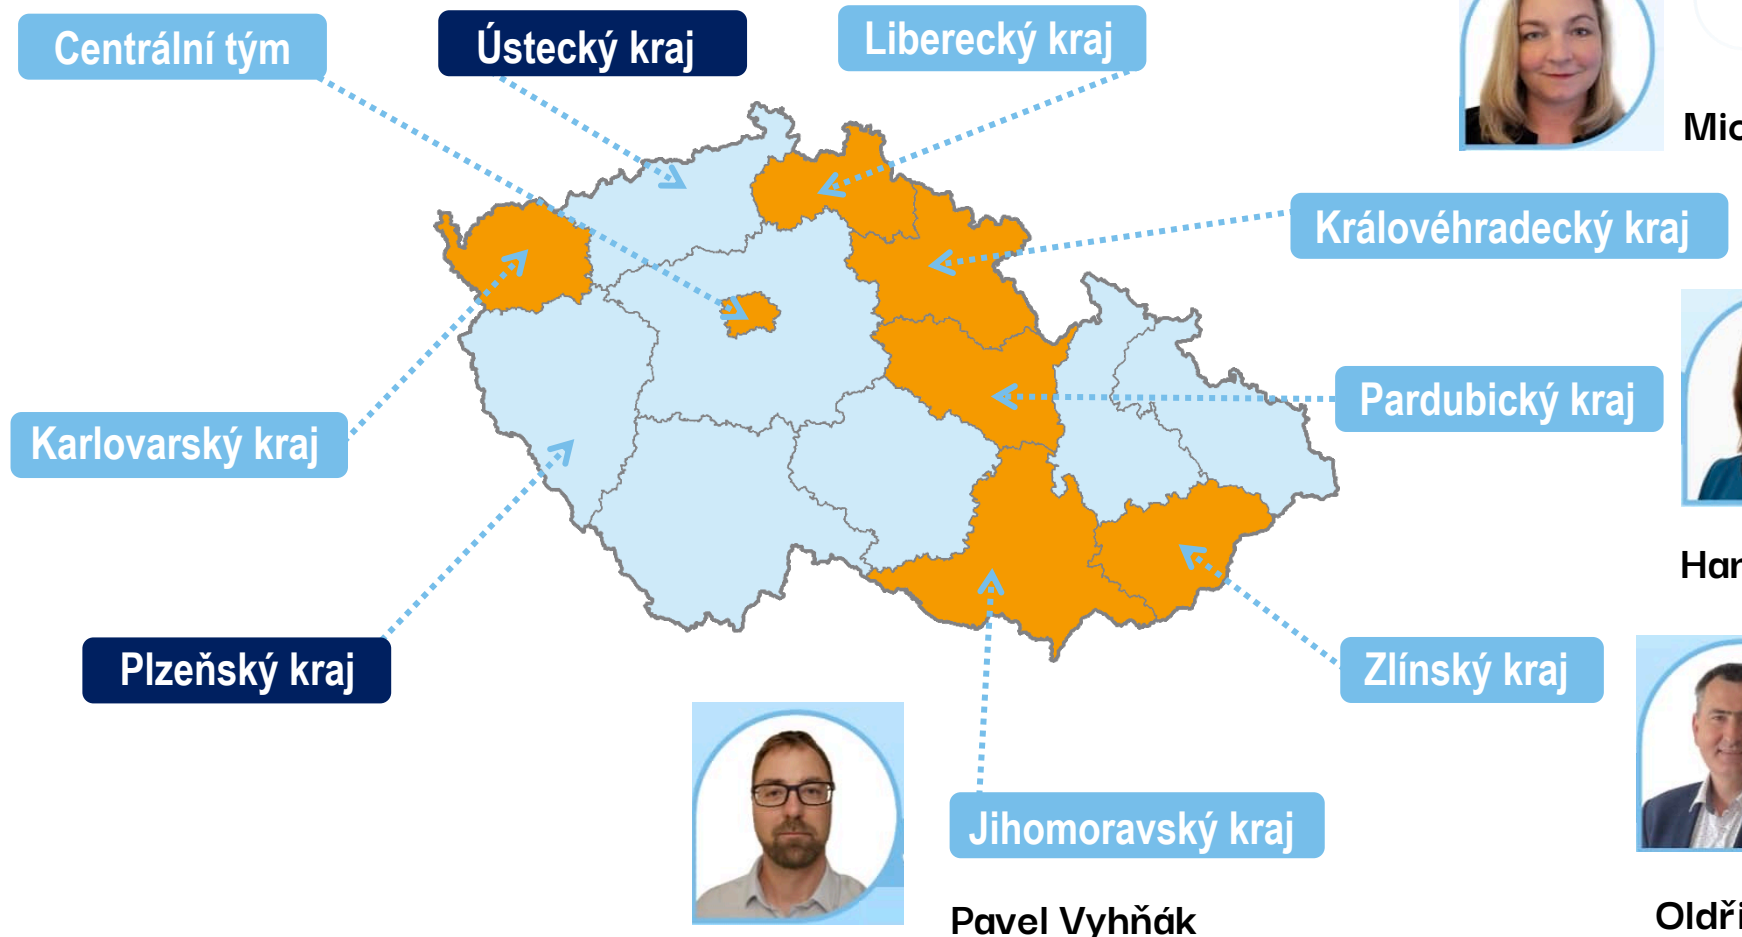 Centrální tým
Ústecký kraj
Liberecký kraj
Královéhradecký kraj
Pardubický kraj
Karlovarský kraj
Plzeňský kraj
Zlínský kraj
Jihomoravský kraj
Pavel Vyhňák